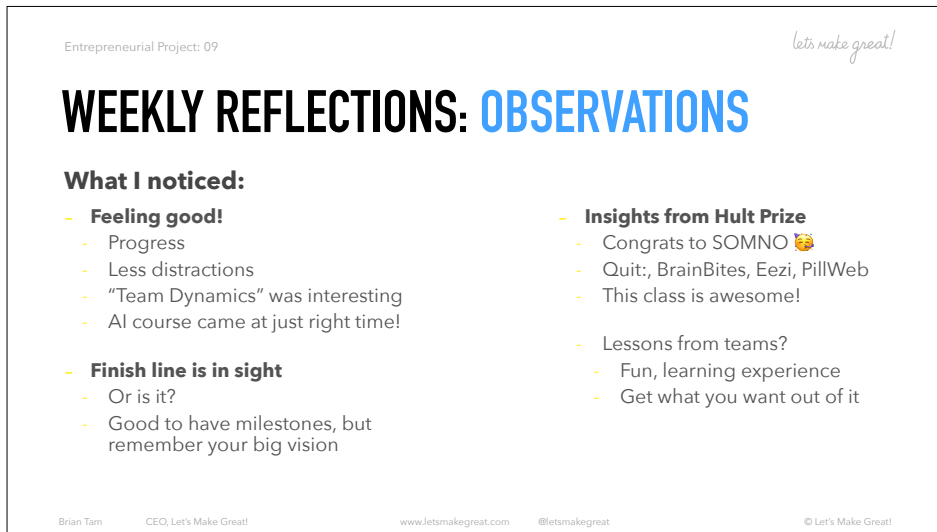 Entrepreneurial Project: 09
let's make great!
WEEKLY REFLECTIONS: OBSERVATIONS
What I noticed:
- Feeling good!
- Progress
- Less distractions
- “Team Dynamics” was interesting
- AI course came at just right time!
- Finish line is in sight
- Or is it?
- Good to have milestones, but
remember your big vision
- Insights from Hult Prize
- Congrats to SOMNO 🥳
- Quit:, BrainBites, Eezi, PillWeb
- This class is awesome!
- Lessons from teams?
- Fun, learning experience
- Get what you want out of it
Brian Tam CEO, Let's Make Great! www.letsmakegreat.com @letsmakegreat © Let's Make Great!